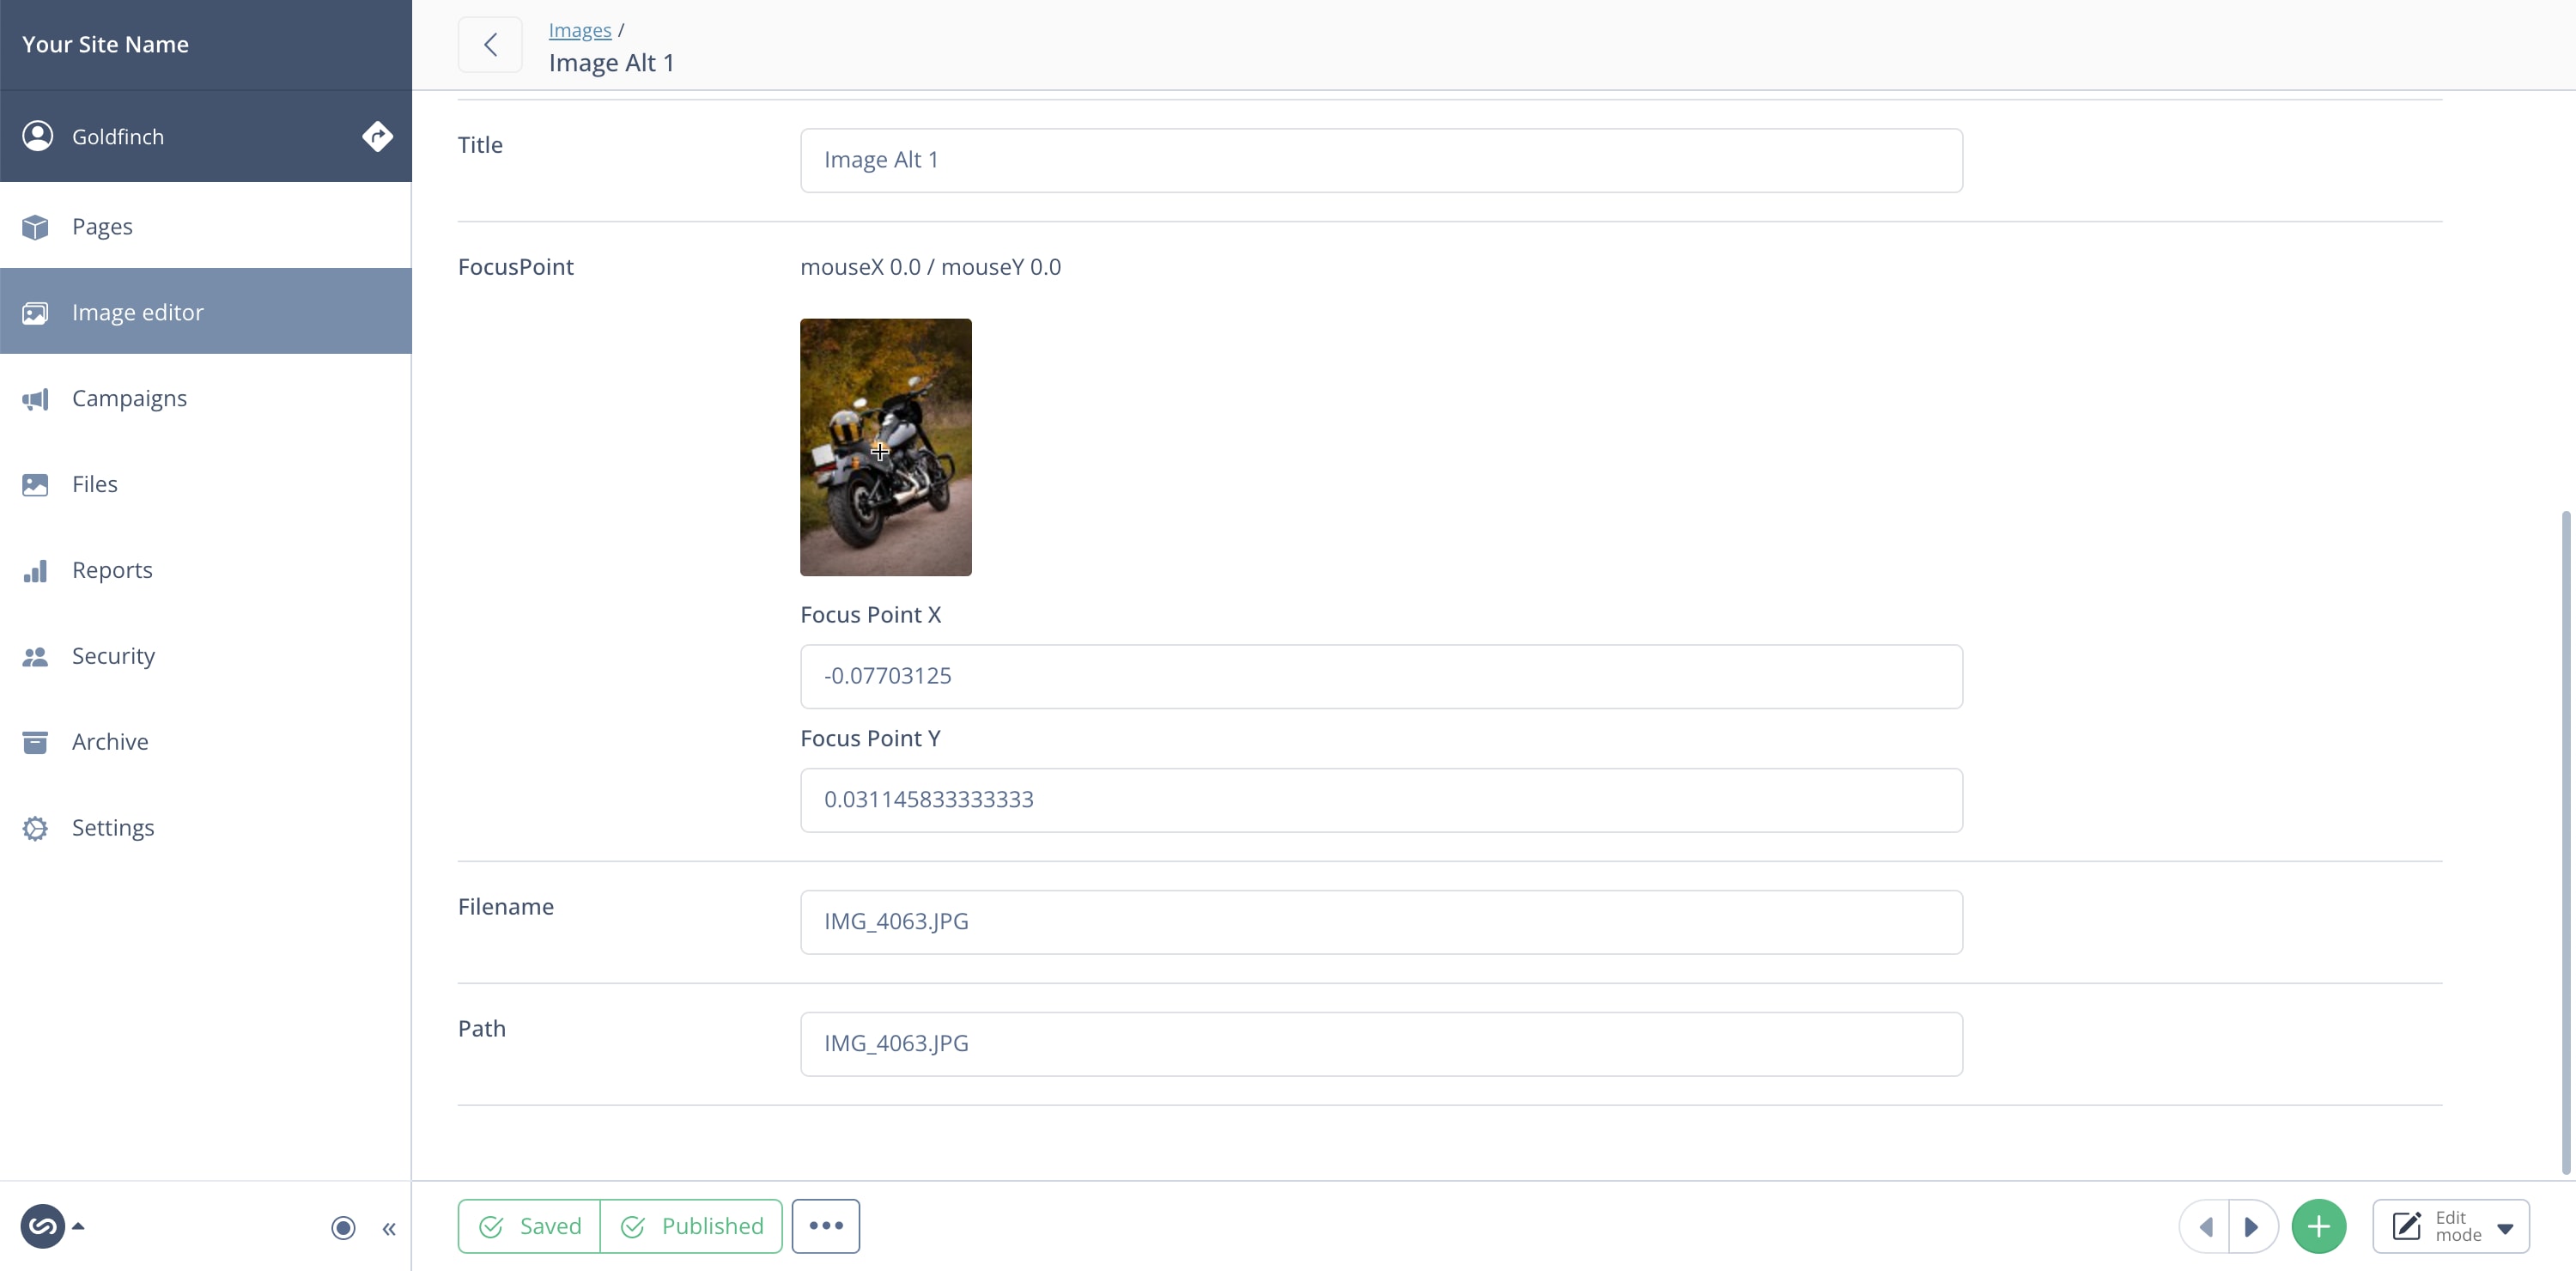 Your Site Name
Goldfinch
Pages
Image editor
Campaigns
Files
Reports
Security
Archive
Settings
Images /
Image Alt 1
Title
Image Alt 1
FocusPoint
mouseX 0.0 / mouseY 0.0
Focus Point X
-0.07703125
Focus Point Y
0.031145833333333
Filename
IMG_4063.JPG
Path
IMG_4063.JPG
Saved
Published
Edit
mode